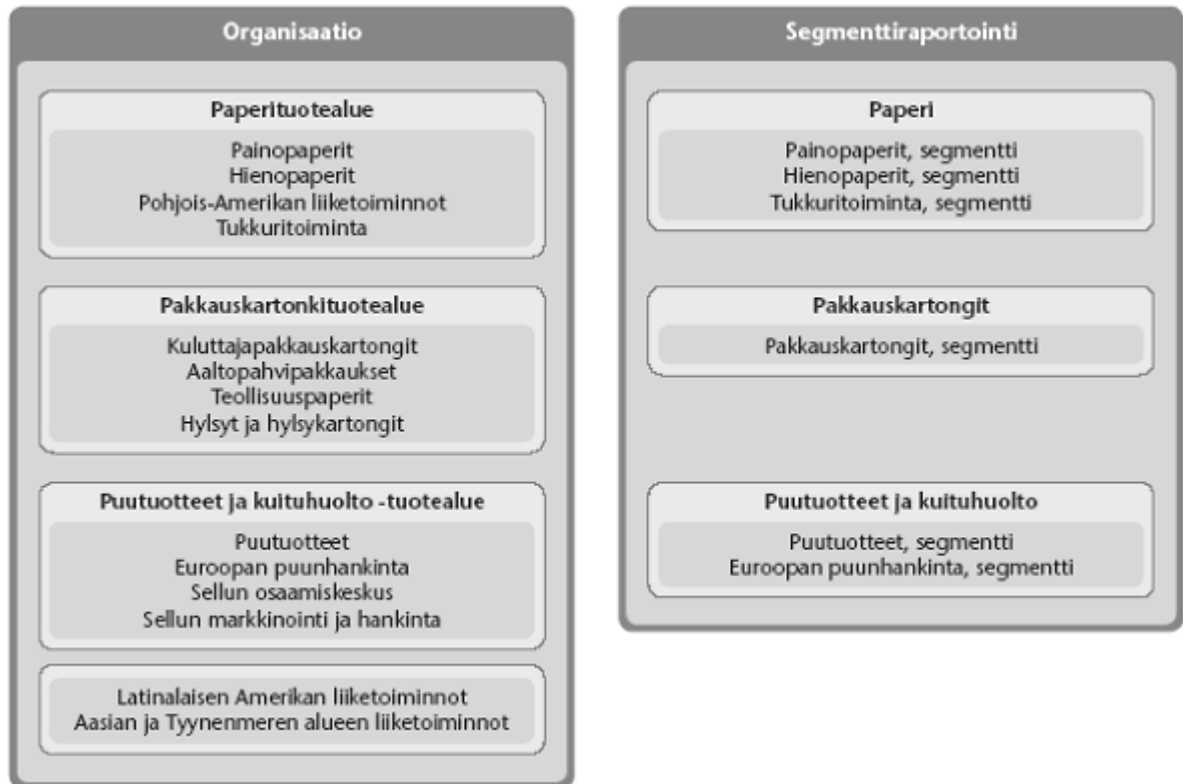 Organisaatio
Paperituotealue
Painopaperit
Hienopaperit
Pohjois-Amerikan liiketoiminnot
Tukkuritoiminta
Pakkauskartonkituotealue
Kuluttajapakkauskartongit
Aaltopahvipakkaukset
Teollisuuspaperit
Hylsyt ja hylsykartongit
Puutuotteet ja kuituhuolto -tuotealue
Puutuotteet
Euroopan puunhankinta
Sellun osaamiskeskus
Sellun markkinointi ja hankinta
Latinalaisen Amerikan liiketoiminnot
Aasian ja Tyynenmeren alueen liiketoiminnot
Segmenttiraportointi
Paperi
Painopaperit, segmentti
Hienopaperit, segmentti
Tukkuritoiminta, segmentti
Pakkauskartongit
Pakkauskartongit, segmentti
Puutuotteet ja kuituhuolto
Puutuotteet, segmentti
Euroopan puunhankinta, segmentti